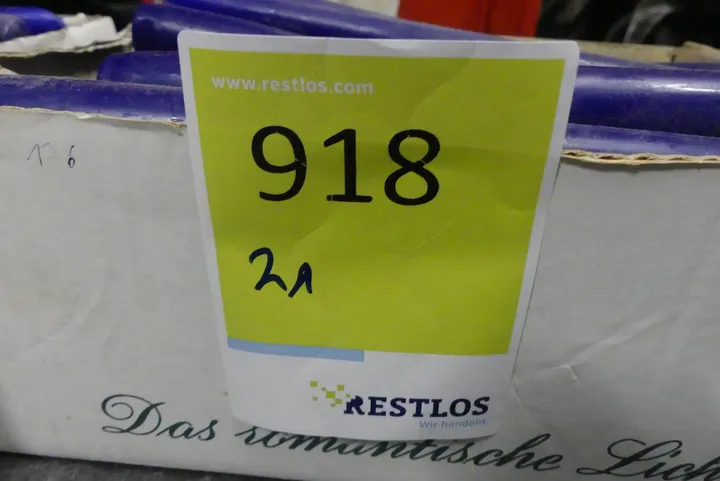 www.restlos.com
918
21
RESTLOS
Wir handeln.
Das romantische Lich